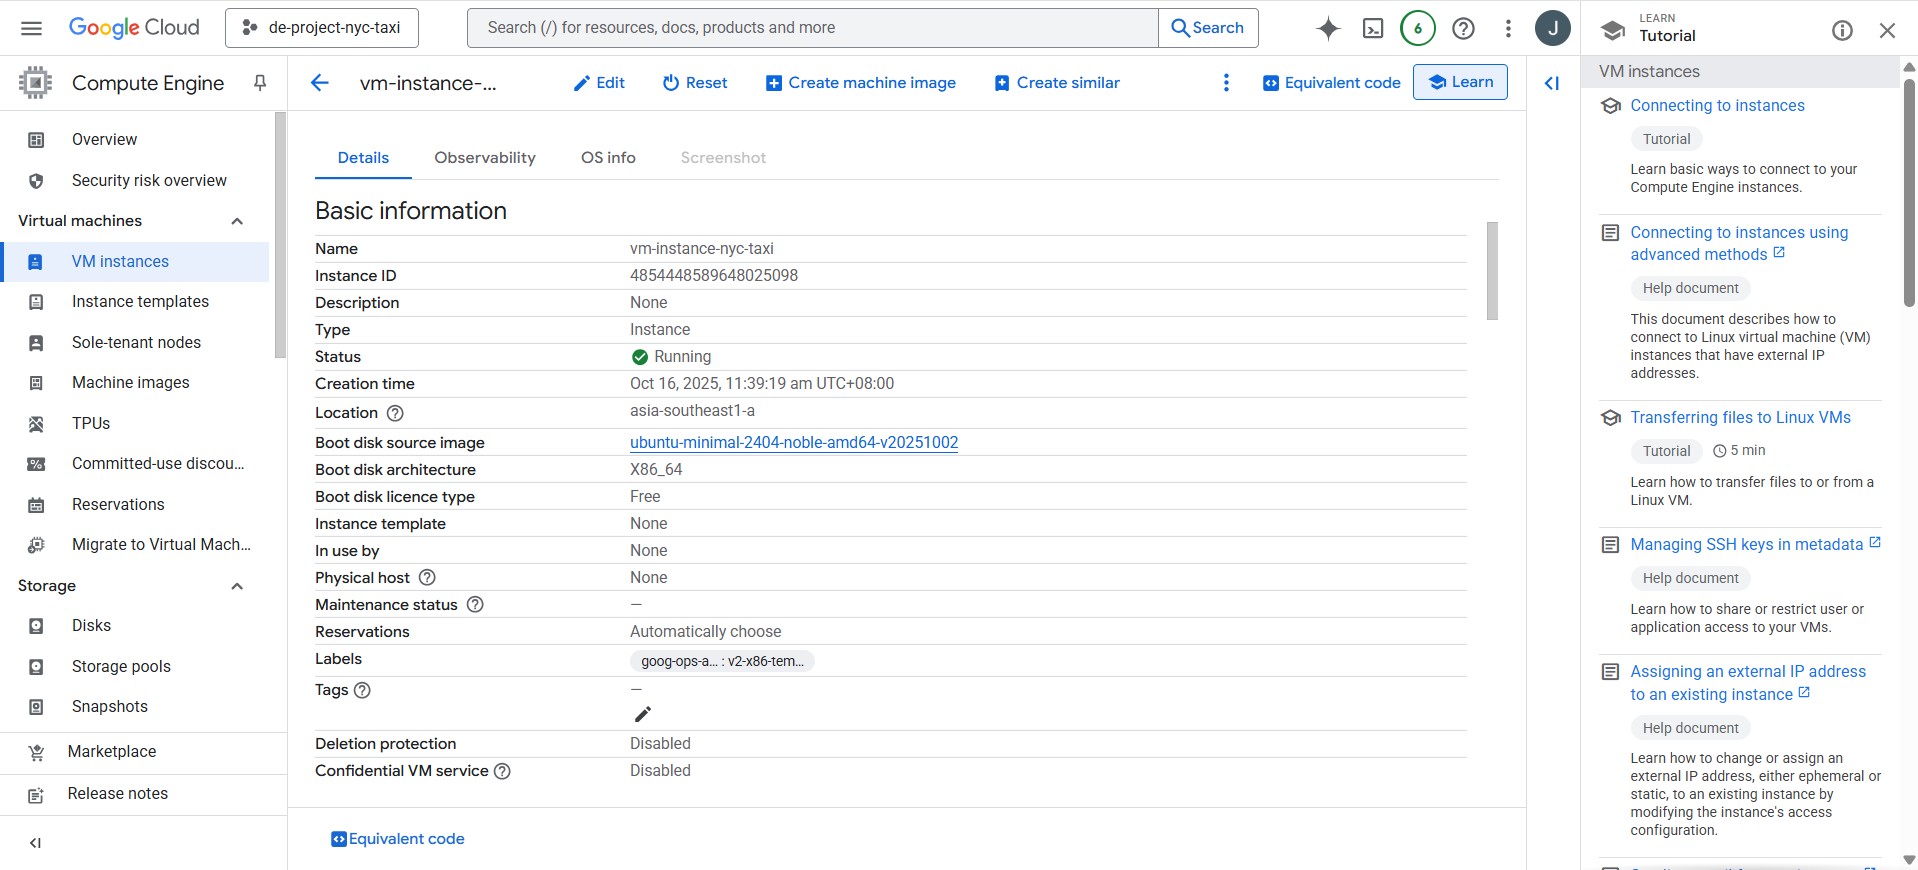 Google Cloud
de-project-nyc-taxi
Search (/) for resources, docs, products and more
Search
6
J
LEARN
Tutorial
Compute Engine
vm-instance-...
Edit
Reset
Create machine image
Create similar
Equivalent code
Learn
Overview
Security risk overview
Virtual machines
VM instances
Instance templates
Sole-tenant nodes
Machine images
TPUs
Committed-use discou...
Reservations
Migrate to Virtual Mach...
Storage
Disks
Storage pools
Snapshots
Marketplace
Release notes
Details
Observability
OS info
Screenshot
Basic information
Name vm-instance-nyc-taxi
Instance ID 4854448589648025098
Description None
Type Instance
Status Running
Creation time Oct 16, 2025, 11:39:19 am UTC+08:00
Location asia-southeast1-a
Boot disk source image ubuntu-minimal-2404-noble-amd64-v20251002
Boot disk architecture X86_64
Boot disk licence type Free
Instance template None
In use by None
Physical host None
Maintenance status —
Reservations Automatically choose
Labels goog-ops-a... : v2-x86-tem...
Tags —
Deletion protection Disabled
Confidential VM service Disabled
Equivalent code
VM instances
Connecting to instances
Tutorial
Learn basic ways to connect to your
Compute Engine instances.
Connecting to instances using
advanced methods
Help document
This document describes how to
connect to Linux virtual machine (VM)
instances that have external IP
addresses.
Transferring files to Linux VMs
Tutorial 5 min
Learn how to transfer files to or from a
Linux VM.
Managing SSH keys in metadata
Help document
Learn how to share or restrict user or
application access to your VMs.
Assigning an external IP address
to an existing instance
Help document
Learn how to change or assign an
external IP address, either ephemeral or
static, to an existing instance by
modifying the instance's access
configuration.